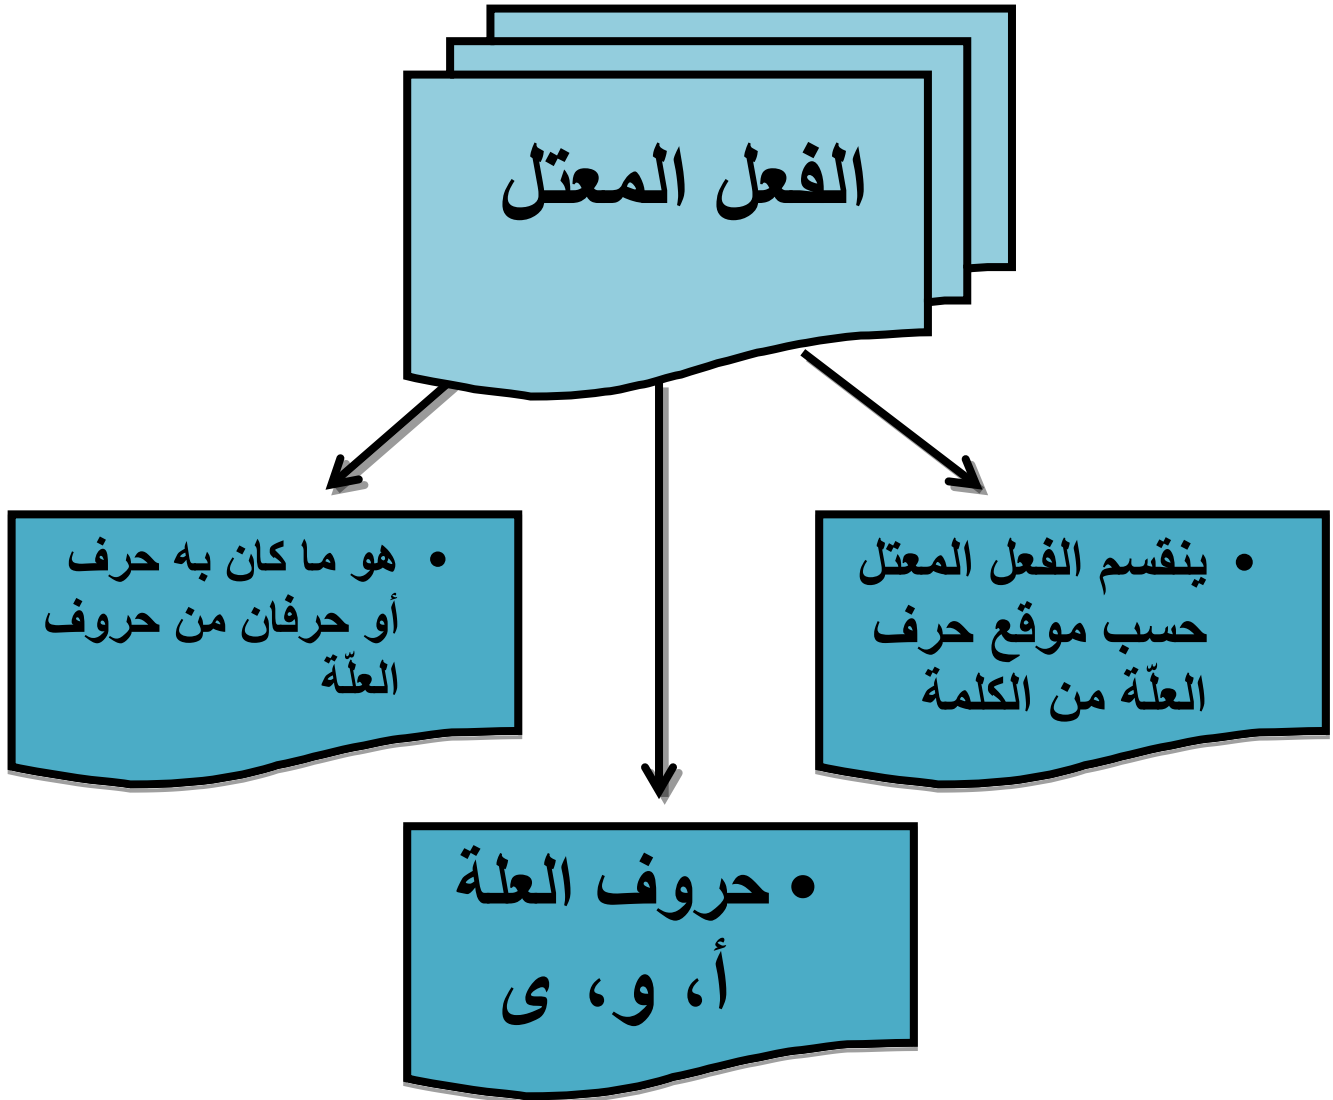 الفعل المعتل
• ينقسم الفعل المعتل
حسب موقع حرف
العلّة من الكلمة
• هو ما كان به حرف
أو حرفان من حروف
العلّة
• حروف العلة
أ، و، ى